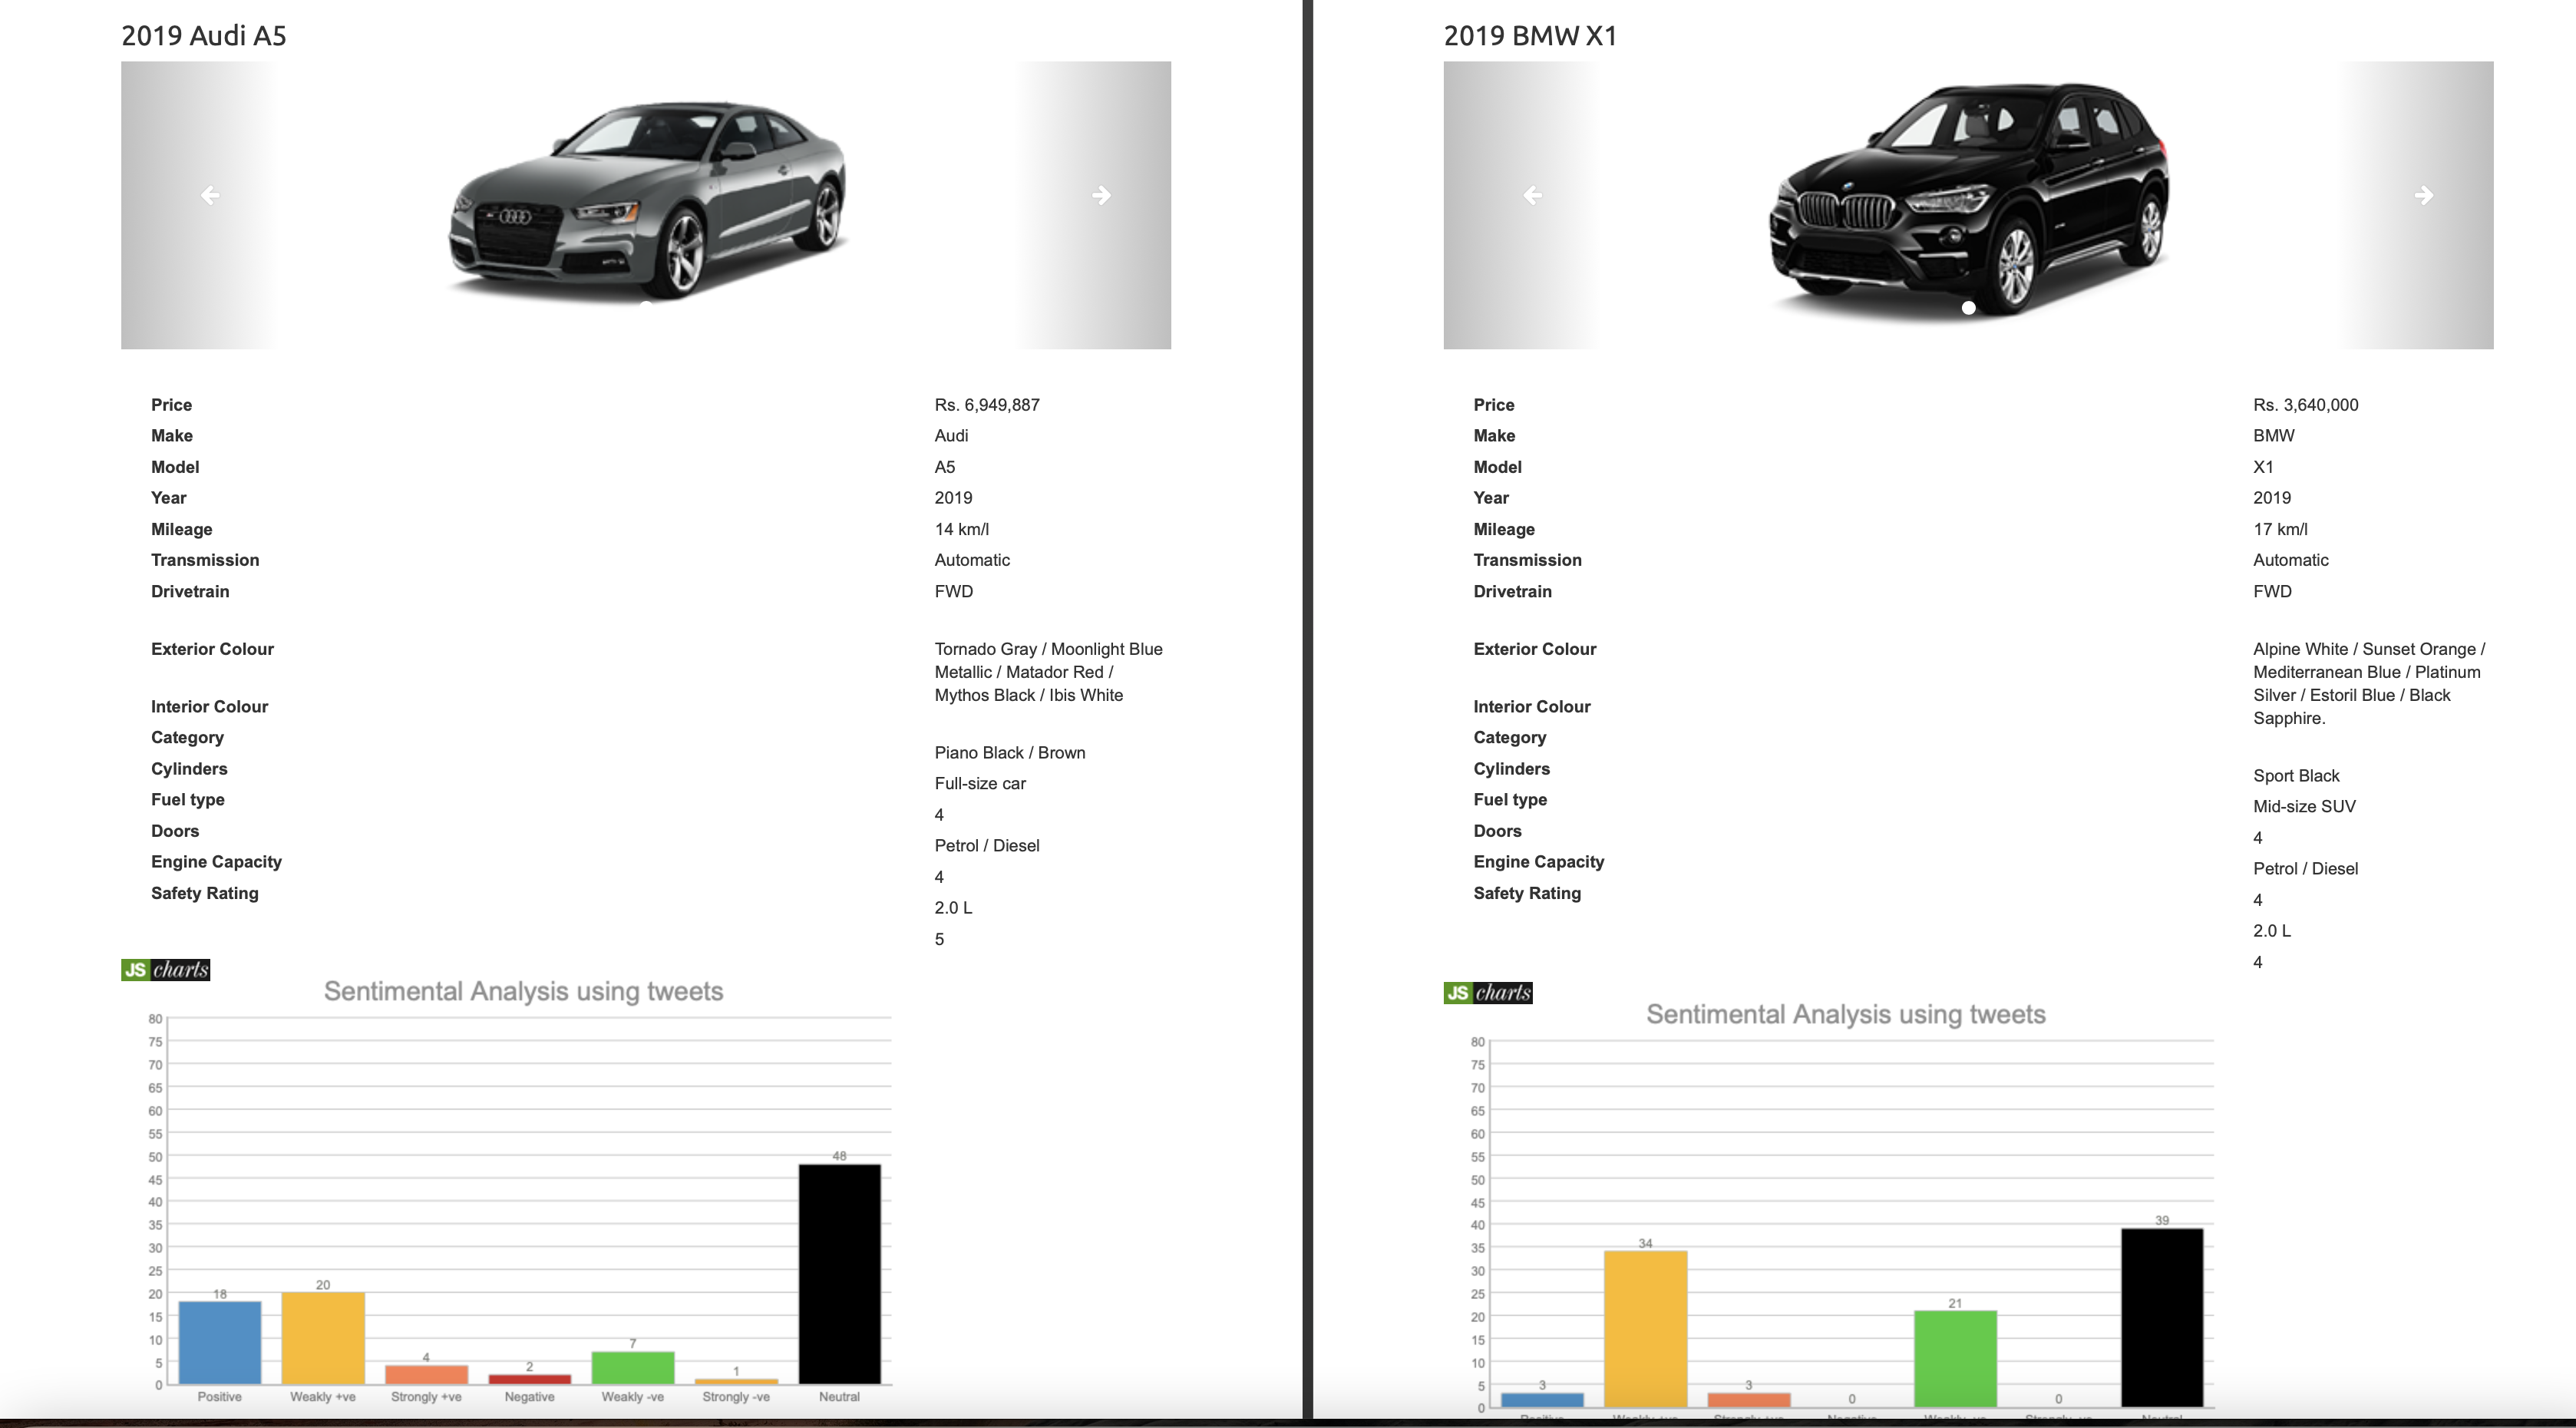 2019 Audi A5
Price
Make
Model
Year
Mileage
Transmission
Drivetrain
Exterior Colour
Interior Colour
Category
Cylinders
Fuel type
Doors
Engine Capacity
Safety Rating
Rs. 6,949,887
Audi
A5
2019
14 km/l
Automatic
FWD
Tornado Gray / Moonlight Blue
Metallic / Matador Red /
Mythos Black / Ibis White
Piano Black / Brown
Full-size car
4
Petrol / Diesel
4
2.0 L
5
JS charts
Sentimental Analysis using tweets
80
75
70
65
60
55
50
45
40
35
30
25
20
15
10
5
0
18
20
4
2
7
1
48
Positive
Weakly +ve
Strongly +ve
Negative
Weakly -ve
Strongly -ve
Neutral
2019 BMW X1
Price
Make
Model
Year
Mileage
Transmission
Drivetrain
Exterior Colour
Interior Colour
Category
Cylinders
Fuel type
Doors
Engine Capacity
Safety Rating
Rs. 3,640,000
BMW
X1
2019
17 km/l
Automatic
FWD
Alpine White / Sunset Orange /
Mediterranean Blue / Platinum
Silver / Estoril Blue / Black
Sapphire.
Sport Black
Mid-size SUV
4
Petrol / Diesel
4
2.0 L
4
JS charts
Sentimental Analysis using tweets
80
75
70
65
60
55
50
45
40
35
30
25
20
15
10
5
0
3
34
3
0
21
0
39